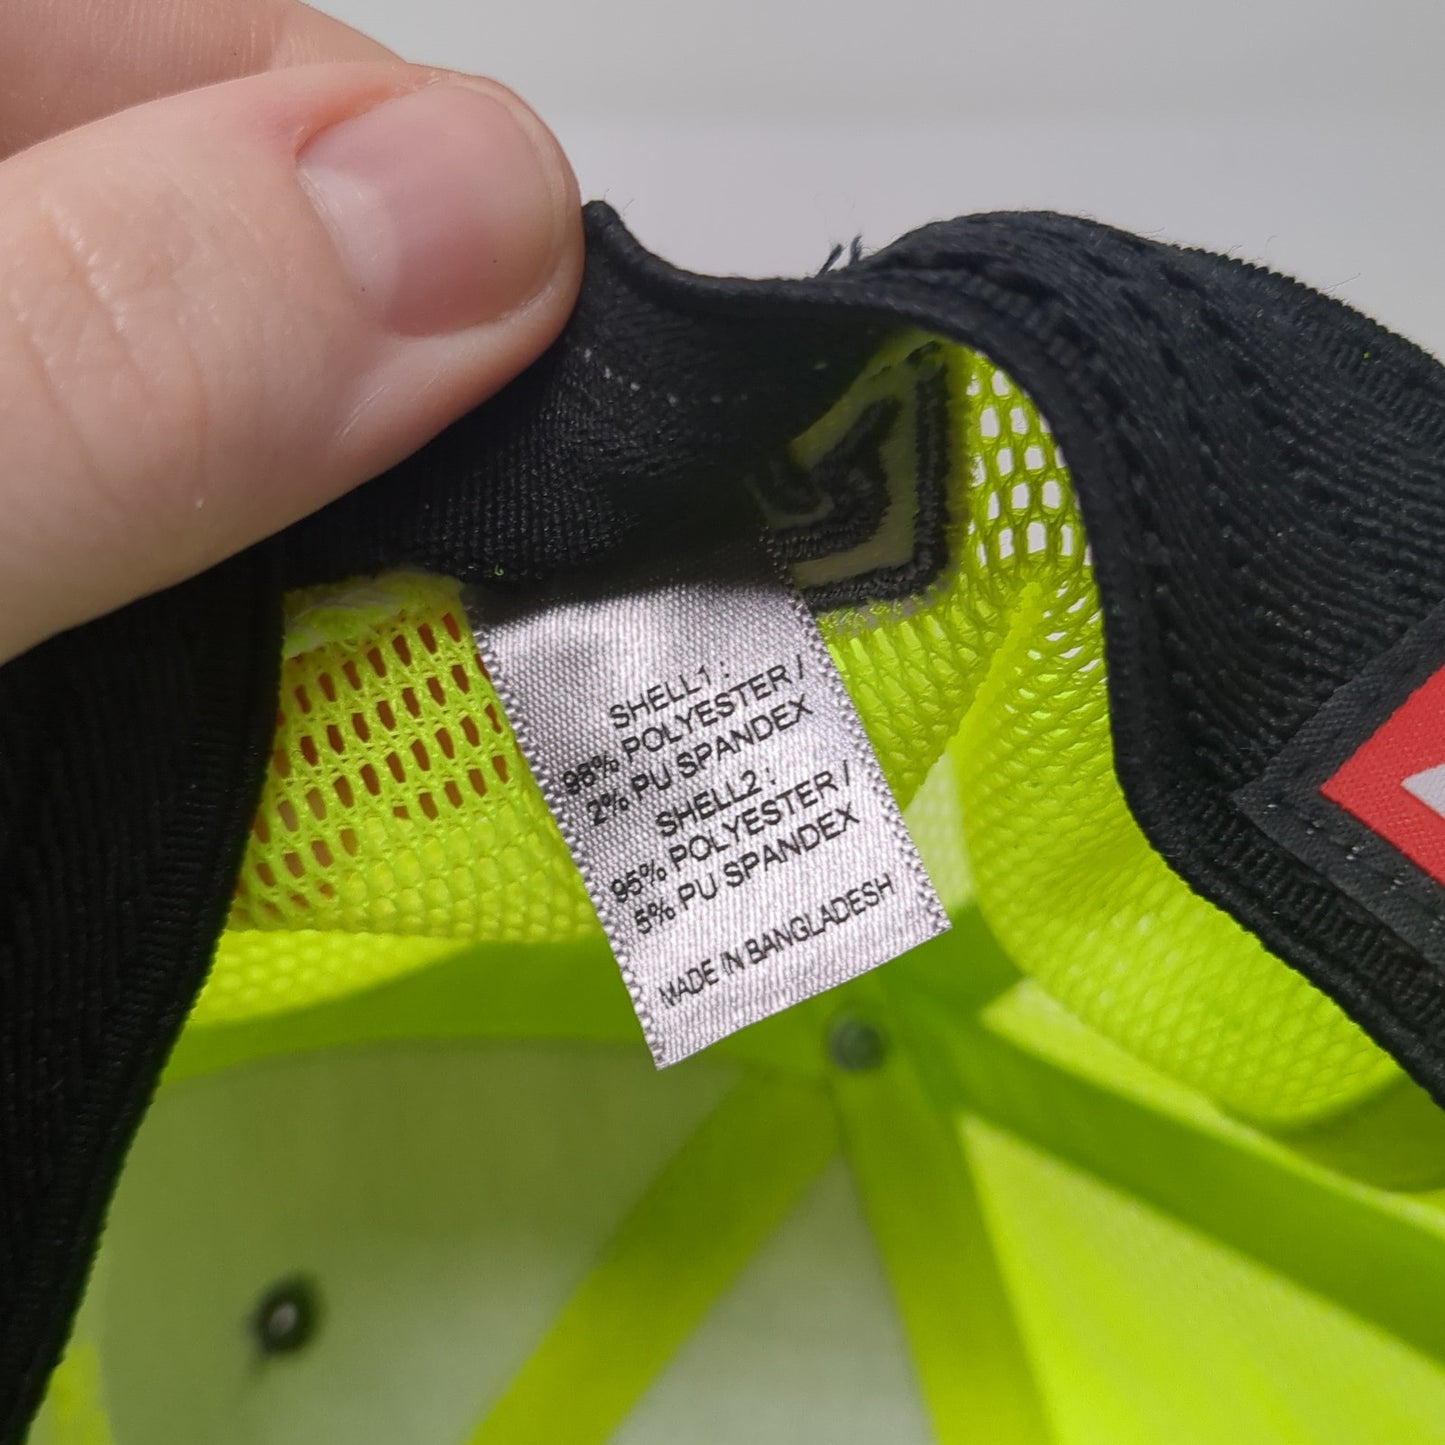 SHELL1 :
98% POLYESTER /
2% PU SPANDEX
SHELL2 :
95% POLYESTER /
5% PU SPANDEX
MADE IN BANGLADESH